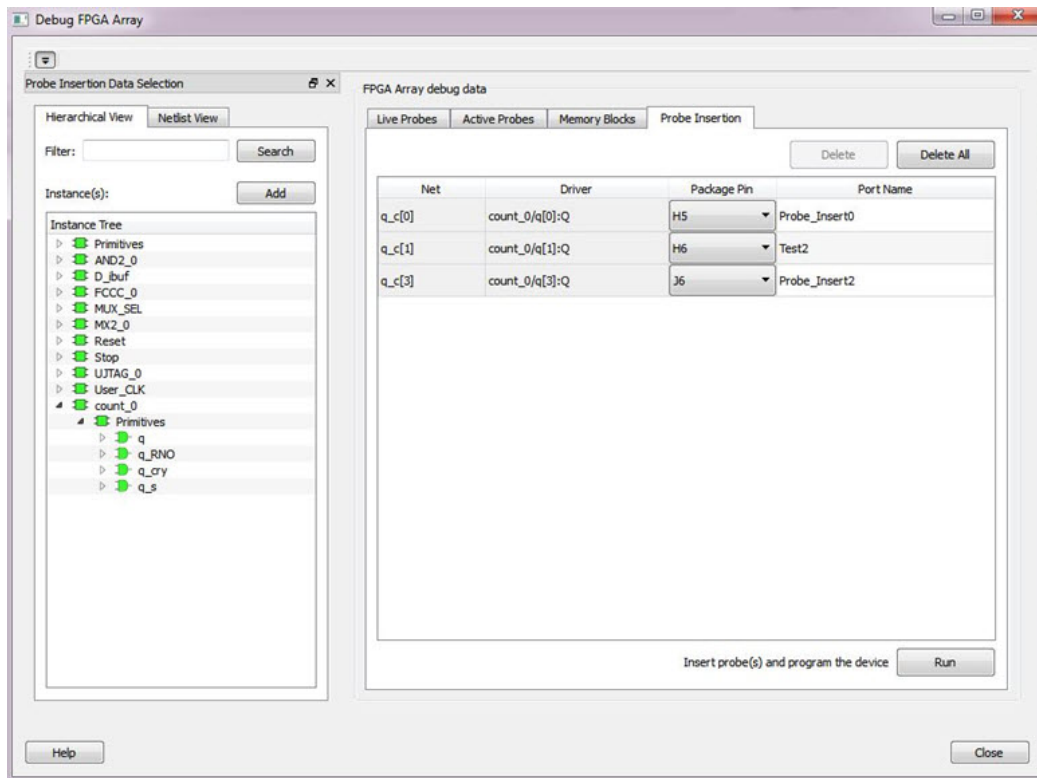 Debug FPGA Array
Probe Insertion Data Selection
Hierarchical View Netlist View
Filter: Search
Instance(s): Add
Instance Tree
Primitives
AND2_0
D_ibuf
FCCC_0
MUX_SEL
MX2_0
Reset
Stop
UJTAG_0
User_CLK
count_0
Primitives
q
q_RNO
q_cry
q_s
FPGA Array debug data
Live Probes Active Probes Memory Blocks Probe Insertion
Delete Delete All
Net Driver Package Pin Port Name
q_c[0] count_0/q[0]:Q H5 Probe_Insert0
q_c[1] count_0/q[1]:Q H6 Test2
q_c[3] count_0/q[3]:Q J6 Probe_Insert2
Insert probe(s) and program the device Run
Help Close